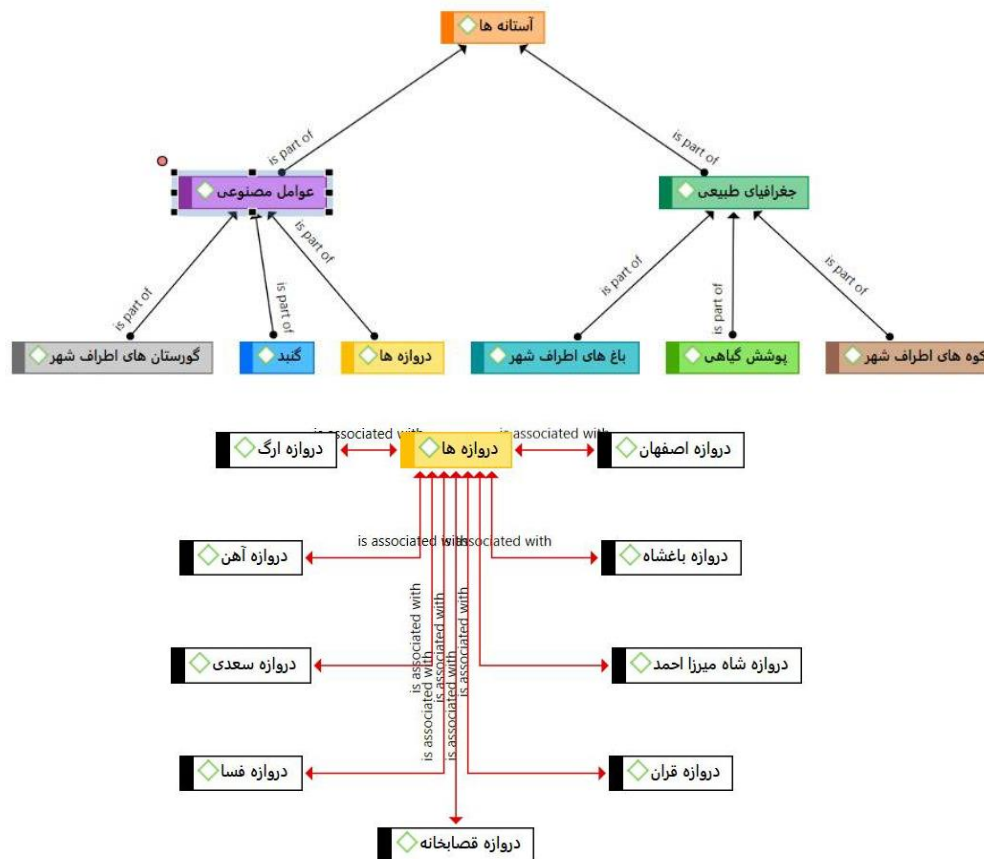 آستانه ها
is part of
is part of
عوامل مصنوعی
جغرافیای طبیعی
is part of
is part of
is part of
is part of
is part of
is part of
گورستان های اطراف شهر
گنبد
دروازه ها
باغ های اطراف شهر
پوشش گیاهی
کوه های اطراف شهر
is associated with
is associated with
دروازه ارگ
دروازه ها
دروازه اصفهان
is associated with
is associated with
دروازه آهن
دروازه باغشاه
is associated with
is associated with
is associated with
is associated with
is associated with
دروازه سعدی
دروازه شاه میرزا احمد
دروازه فسا
دروازه قران
دروازه قصابخانه